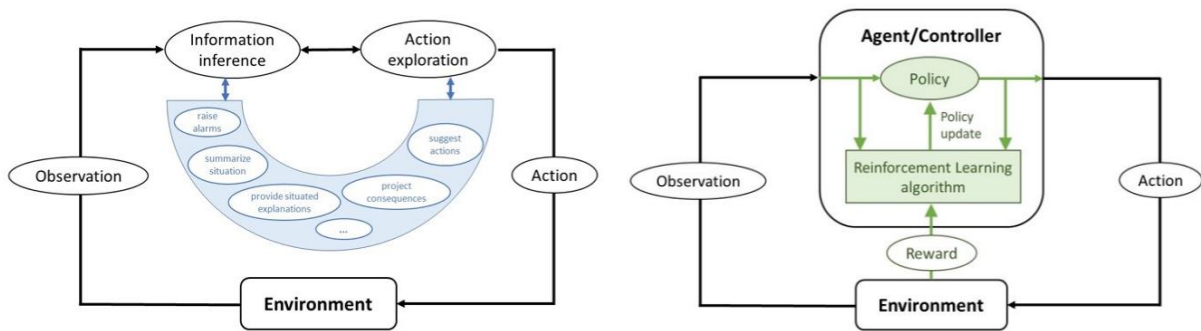 Information
inference
Action
exploration
raise
alarms
summarize
situation
provide situated
explanations
...
project
consequences
suggest
actions
Observation
Action
Environment
Agent/Controller
Policy
Policy
update
Reinforcement Learning
algorithm
Observation
Action
Reward
Environment